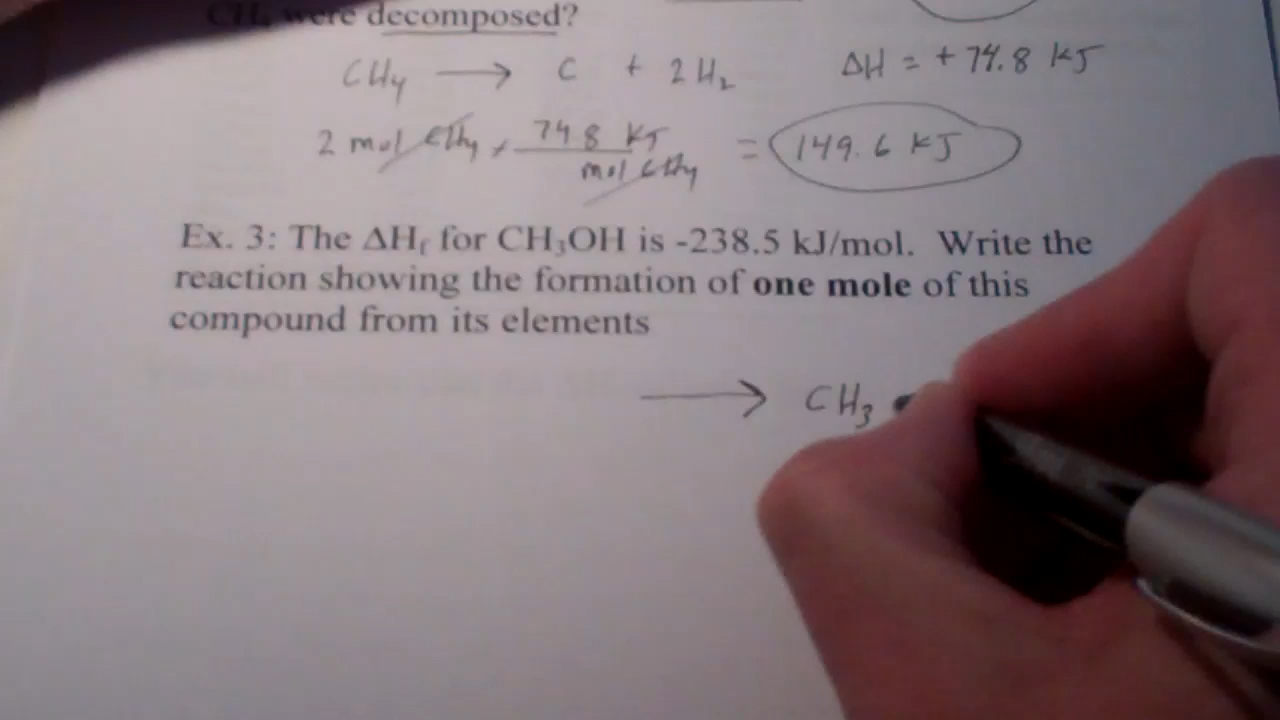 CH₄ were decomposed?
CH₄ → C + 2H₂ ΔH = +74.8 kJ
2 mol CH₄ × 74.8 kJ / mol CH₄ = 149.6 kJ
Ex. 3: The ΔHf for CH₃OH is -238.5 kJ/mol. Write the
reaction showing the formation of one mole of this
compound from its elements
→ CH₃